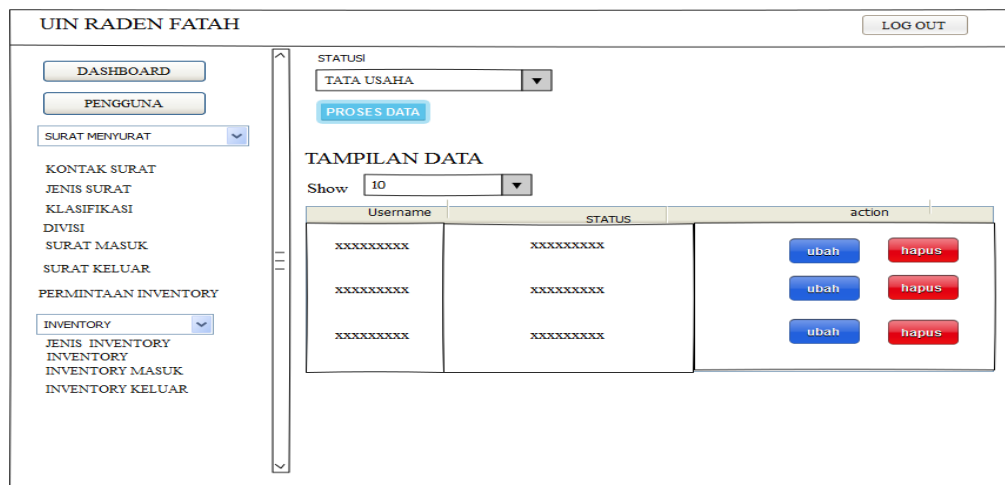 UIN RADEN FATAH
LOG OUT
DASHBOARD
PENGGUNA
SURAT MENYURAT
KONTAK SURAT
JENIS SURAT
KLASIFIKASI
DIVISI
SURAT MASUK
SURAT KELUAR
PERMINTAAN INVENTORY
INVENTORY
JENIS INVENTORY
INVENTORY
INVENTORY MASUK
INVENTORY KELUAR
STATUSI
TATA USAHA
PROSES DATA
TAMPILAN DATA
Show 10
Username STATUS action
xxxxxxxxx xxxxxxxxx ubah hapus
xxxxxxxxx xxxxxxxxx ubah hapus
xxxxxxxxx xxxxxxxxx ubah hapus